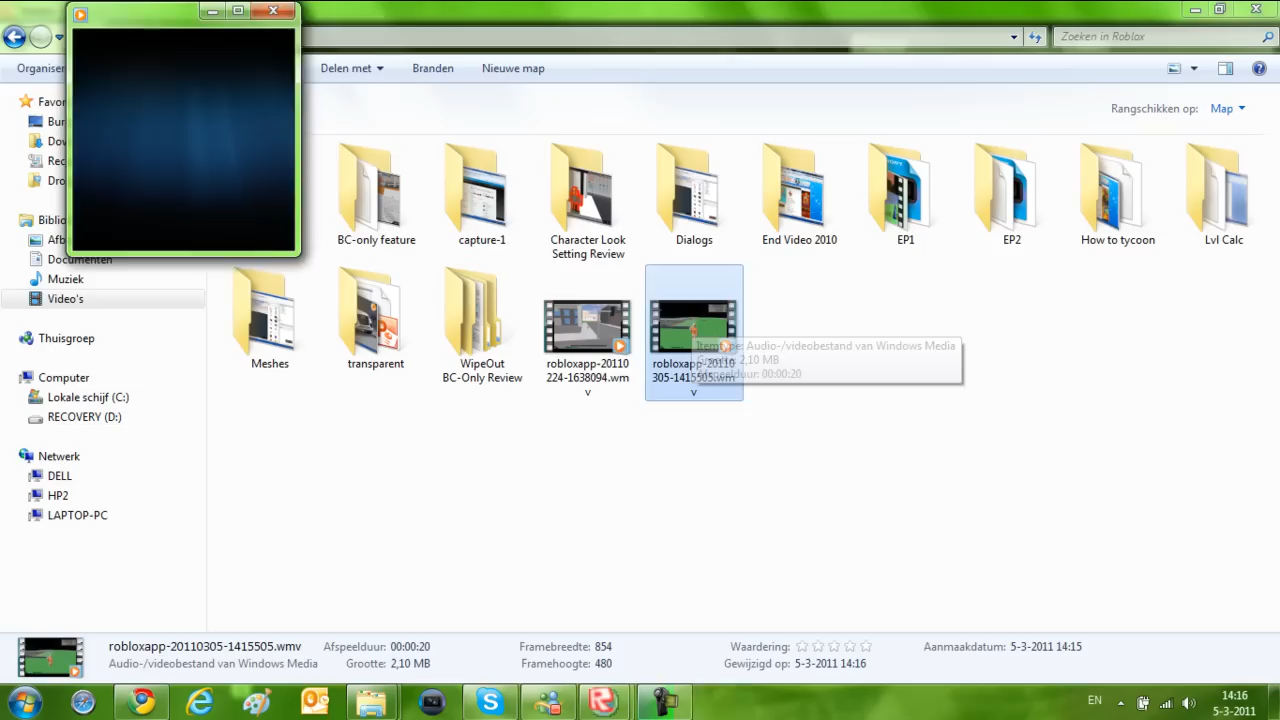 Zoeken in Roblox
Organiser
Delen met
Branden
Nieuwe map
Rangschikken op: Map
Favor
Bur
Dov
Rec
Dro
Bibliq
Afb
Documenten
Muziek
Video's
Thuisgroep
Computer
Lokale schijf (C:)
RECOVERY (D:)
Netwerk
DELL
HP2
LAPTOP-PC
BC-only feature
capture-1
Character Look
Setting Review
Dialogs
End Video 2010
EP1
EP2
How to tycoon
Lvl Calc
Meshes
transparent
WipeOut
BC-Only Review
robloxapp-20110
224-1638094.wm
v
robloxapp-20110
305-1415505.wm
v
Itemtype: Audio-/videobestand van Windows Media
Grootte: 2,10 MB
Afspeelduur: 00:00:20
robloxapp-20110305-1415505.wmv
Afspeelduur: 00:00:20
Framebreedte: 854
Waardering:
Aanmaakdatum: 5-3-2011 14:15
Audio-/videobestand van Windows Media
Grootte: 2,10 MB
Framehoogte: 480
Gewijzigd op: 5-3-2011 14:16
EN
14:16
5-3-2011